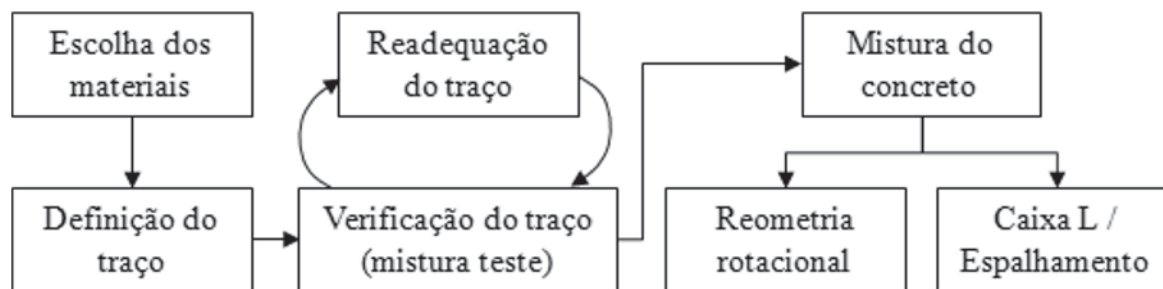 Escolha dos
materiais
Definição do
traço
Readequação
do traço
Verificação do traço
(mistura teste)
Mistura do
concreto
Reometria
rotacional
Caixa L /
Espalhamento